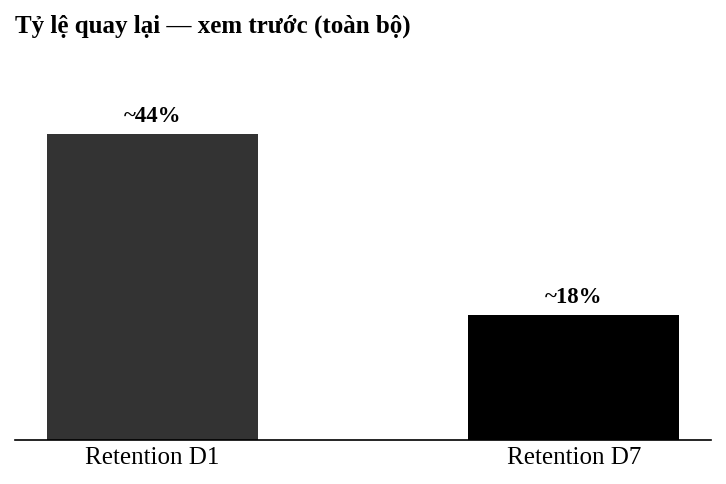 Tỷ lệ quay lại — xem trước (toàn bộ)
~44%
~18%
Retention D1
Retention D7